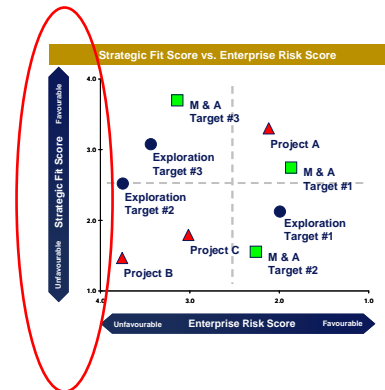 Strategic Fit Score vs. Enterprise Risk Score
4.0
3.0
2.0
1.0
Favourable
Strategic Fit Score
Unfavourable
M & A
Target #3
Project A
Exploration
Target #3
M & A
Target #1
Exploration
Target #2
Exploration
Target #1
Project C
M & A
Target #2
Project B
4.0
3.0
2.0
1.0
Unfavourable
Enterprise Risk Score
Favourable